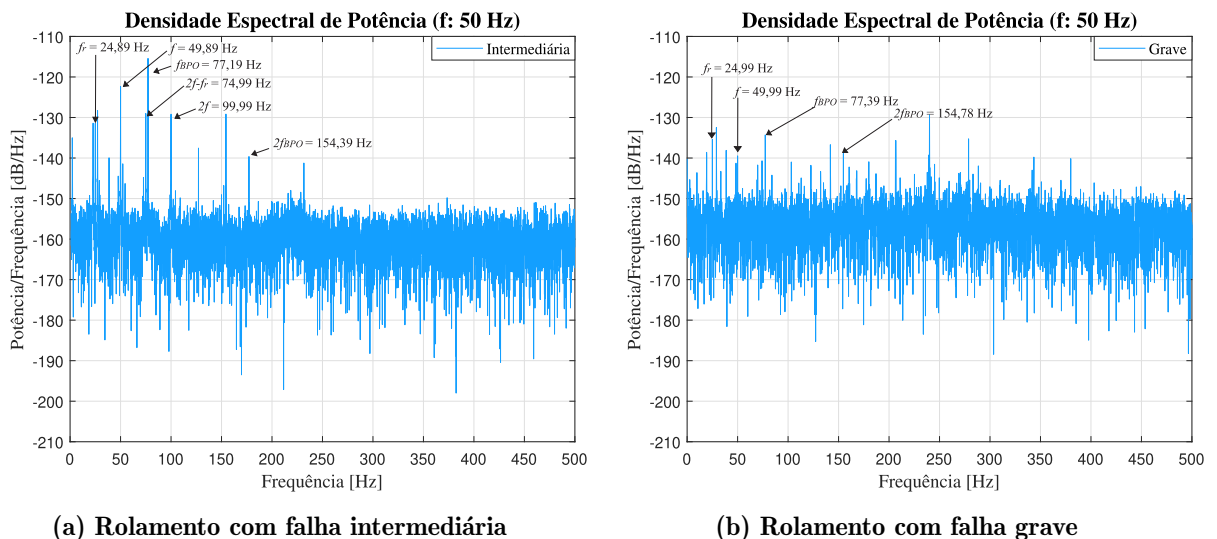 Densidade Espectral de Potência (f: 50 Hz)
-110
-120
-130
-140
-150
-160
-170
-180
-190
-200
-210
Potência/Frequência [dB/Hz]
fr = 24,89 Hz
f = 49,89 Hz
fBPO = 77,19 Hz
2f-fr = 74,99 Hz
2f = 99,99 Hz
2fBPO = 154,39 Hz
Intermediária
0 50 100 150 200 250 300 350 400 450 500
Frequência [Hz]
(a) Rolamento com falha intermediária
Densidade Espectral de Potência (f: 50 Hz)
-110
-120
-130
-140
-150
-160
-170
-180
-190
-200
-210
Potência/Frequência [dB/Hz]
fr = 24,99 Hz
f = 49,99 Hz
fBPO = 77,39 Hz
2fBPO = 154,78 Hz
Grave
0 50 100 150 200 250 300 350 400 450 500
Frequência [Hz]
(b) Rolamento com falha grave